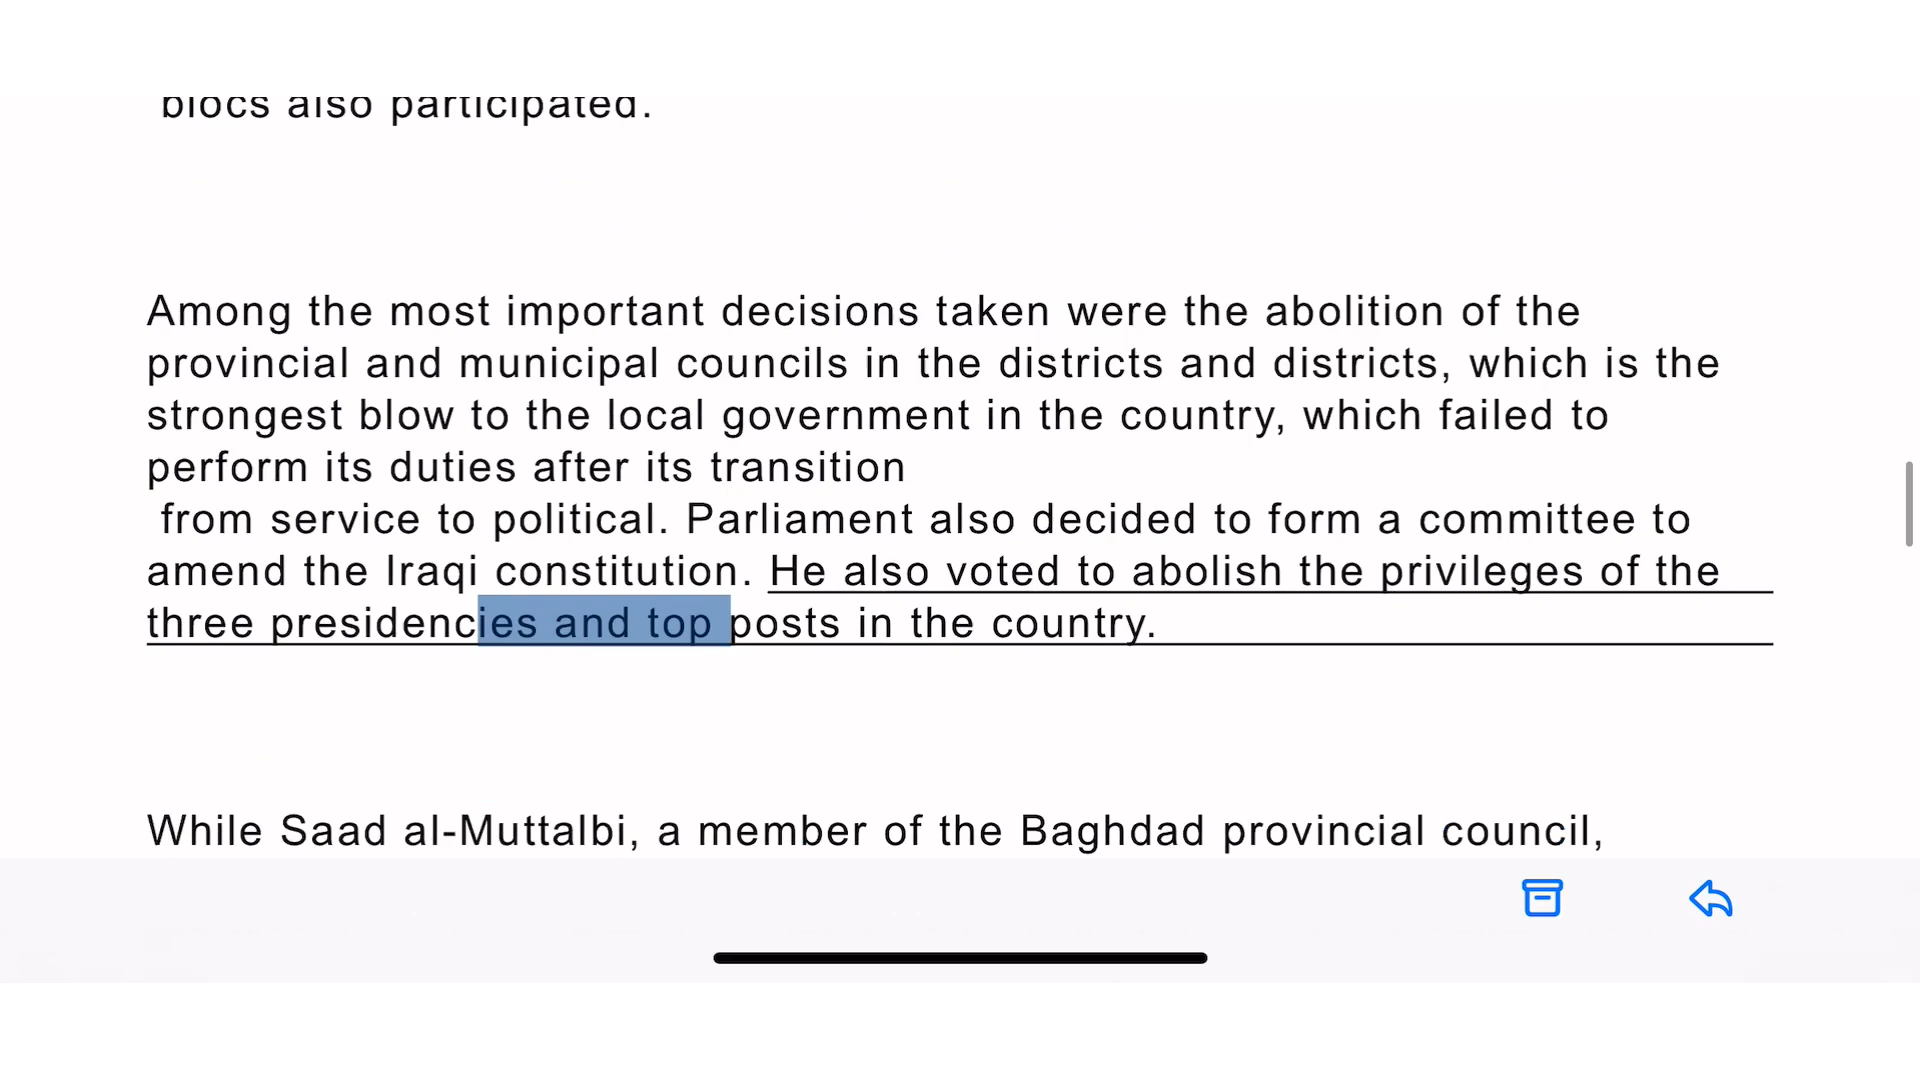 blocs also participated.
Among the most important decisions taken were the abolition of the
provincial and municipal councils in the districts and districts, which is the
strongest blow to the local government in the country, which failed to
perform its duties after its transition
from service to political. Parliament also decided to form a committee to
amend the Iraqi constitution. He also voted to abolish the privileges of the
three presidencies and top posts in the country.
While Saad al-Muttalbi, a member of the Baghdad provincial council,